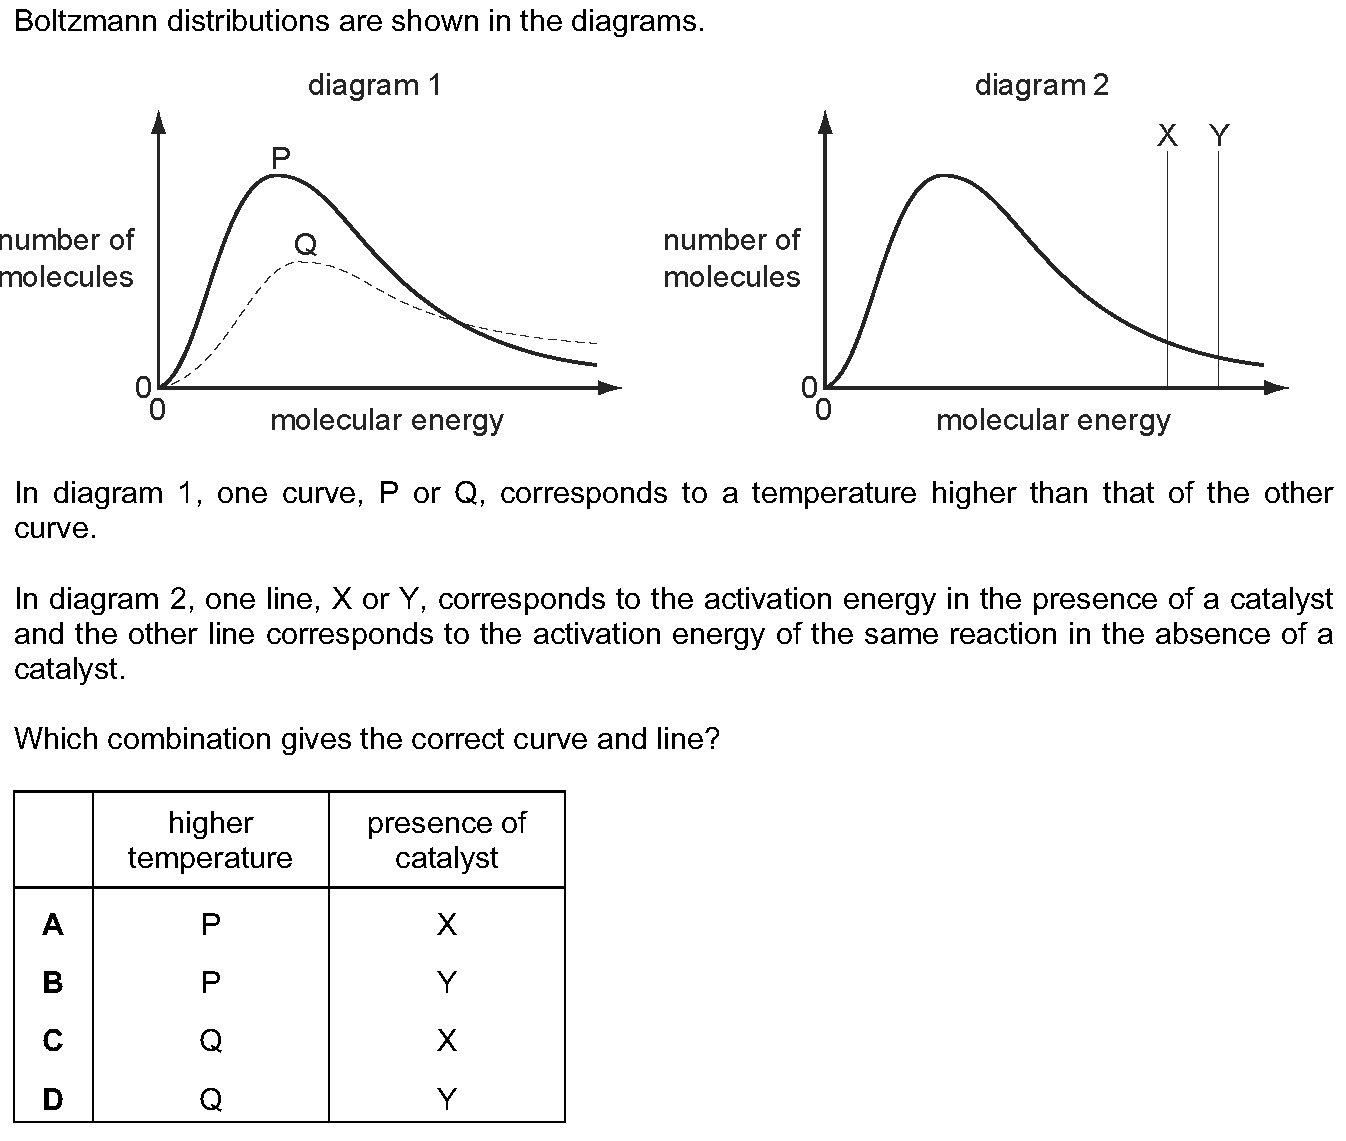 Boltzmann distributions are shown in the diagrams.
diagram 1
P
Q
number of
molecules
0
0
molecular energy
diagram 2
X Y
number of
molecules
0
0
molecular energy
In diagram 1, one curve, P or Q, corresponds to a temperature higher than that of the other
curve.
In diagram 2, one line, X or Y, corresponds to the activation energy in the presence of a catalyst
and the other line corresponds to the activation energy of the same reaction in the absence of a
catalyst.
Which combination gives the correct curve and line?
higher
temperature
presence of
catalyst
A P X
B P Y
C Q X
D Q Y